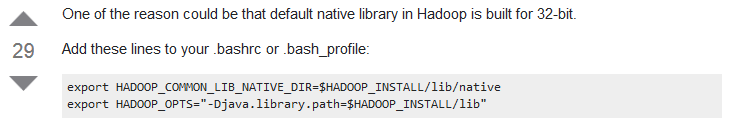 One of the reason could be that default native library in Hadoop is built for 32-bit.
29
Add these lines to your .bashrc or .bash_profile:
export HADOOP_COMMON_LIB_NATIVE_DIR=$HADOOP_INSTALL/lib/native
export HADOOP_OPTS="-Djava.library.path=$HADOOP_INSTALL/lib"